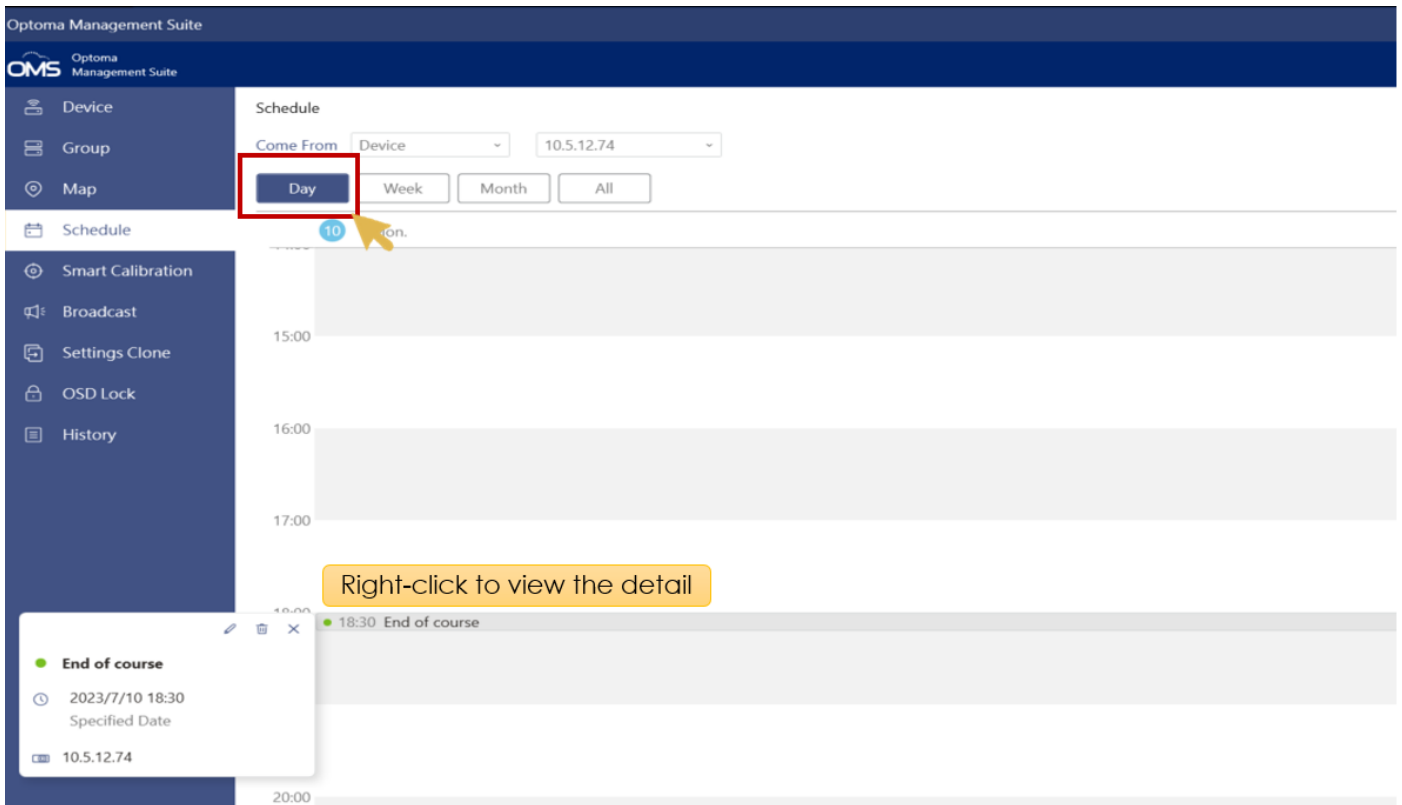 Optoma Management Suite
OMS Optoma
Management Suite
Device
Group
Map
Schedule
Smart Calibration
Broadcast
Settings Clone
OSD Lock
History
Schedule
Come From Device 10.5.12.74
Day Week Month All
10
15:00
16:00
17:00
Right-click to view the detail
18:00
18:30 End of course
20:00
End of course
2023/7/10 18:30
Specified Date
10.5.12.74